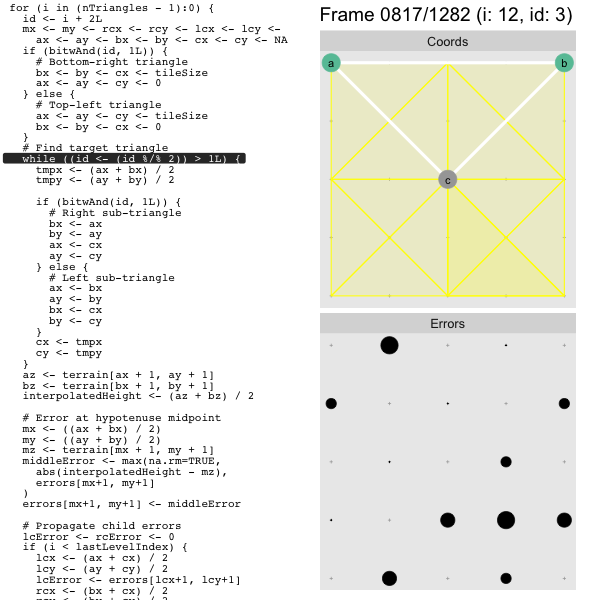 for (i in (nTriangles - 1):0) {
  id <- i + 2L
  mx <- my <- rcx <- rcy <- lcx <- lcy <-
    ax <- ay <- bx <- by <- cx <- cy <- NA
  if (bitwAnd(id, 1L)) {
    # Bottom-right triangle
    bx <- by <- cx <- tileSize
    ax <- ay <- cy <- 0
  } else {
    # Top-left triangle
    ax <- ay <- cy <- tileSize
    bx <- by <- cx <- 0
  }
  # Find target triangle
  while ((id <- (id %/% 2)) > 1L) {
    tmpx <- (ax + bx) / 2
    tmpy <- (ay + by) / 2

    if (bitwAnd(id, 1L)) {
      # Right sub-triangle
      bx <- ax
      by <- ay
      ax <- cx
      ay <- cy
    } else {
      # Left sub-triangle
      ax <- bx
      ay <- by
      bx <- cx
      by <- cy
    }
    cx <- tmpx
    cy <- tmpy
  }
  az <- terrain[ax + 1, ay + 1]
  bz <- terrain[bx + 1, by + 1]
  interpolatedHeight <- (az + bz) / 2

  # Error at hypotenuse midpoint
  mx <- ((ax + bx) / 2)
  my <- ((ay + by) / 2)
  mz <- terrain[mx + 1, my + 1]
  middleError <- max(na.rm=TRUE,
    abs(interpolatedHeight - mz),
    errors[mx+1, my+1]
  )
  errors[mx+1, my+1] <- middleError

  # Propagate child errors
  lcError <- rcError <- 0
  if (i < lastLevelIndex) {
    lcx <- (ax + cx) / 2
    lcy <- (ay + cy) / 2
    lcError <- errors[lcx+1, lcy+1]
    rcx <- (bx + cx) / 2
Frame 0817/1282 (i: 12, id: 3)
Coords
a
b
c
Errors